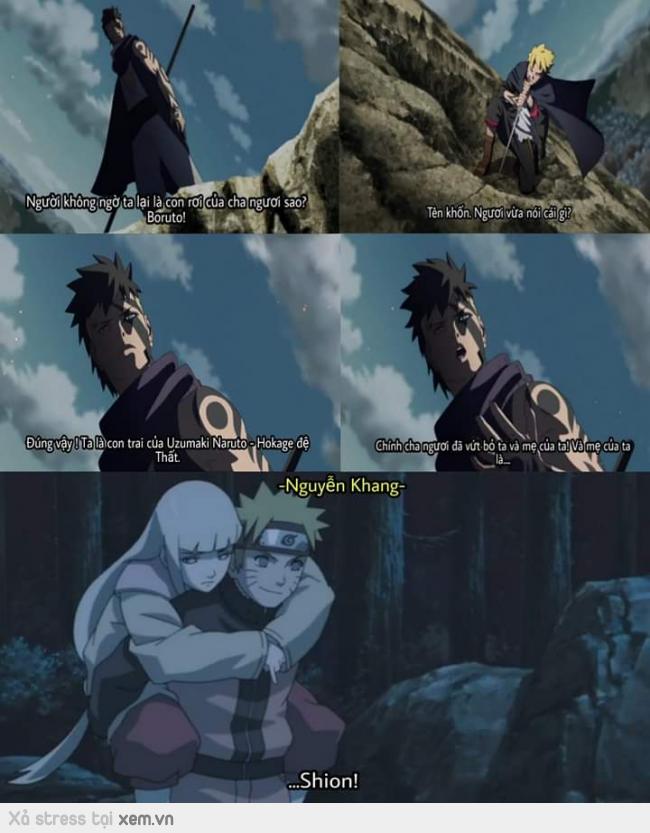 Người không ngờ ta lại là con rơi của cha ngươi sao?
Boruto!
Tên khốn. Ngươi vừa nói cái gì?
Đúng vậy ! Ta là con trai của Uzumaki Naruto - Hokage đệ
Thất.
Chính cha ngươi đã vứt bỏ ta và mẹ của ta! Và mẹ của ta
là...
-Nguyễn Khang-
...Shion!
Xả stress tại xem.vn